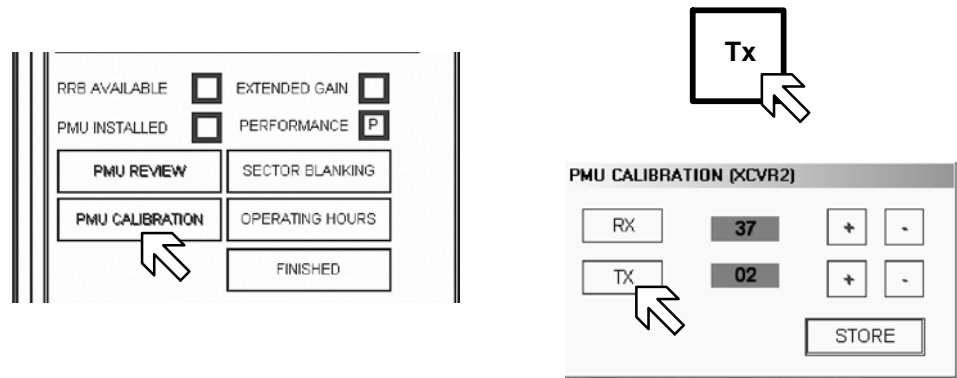 RRB AVAILABLE EXTENDED GAIN
PMU INSTALLED PERFORMANCE P
PMU REVIEW SECTOR BLANKING
PMU CALIBRATION OPERATING HOURS
FINISHED
Tx
PMU CALIBRATION (XCVR2)
RX 37 + -
TX 02 + -
STORE